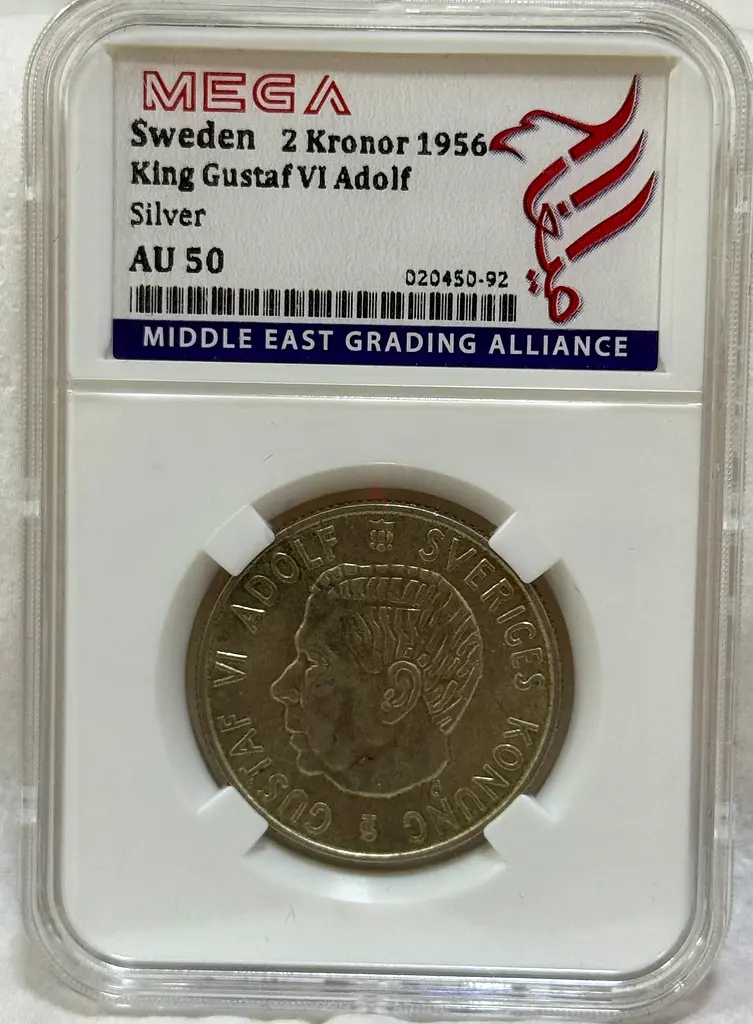 MEGA
Sweden 2 Kronor 1956
King Gustaf VI Adolf
Silver
AU 50
020450-92
MIDDLE EAST GRADING ALLIANCE
GUSTAF VI ADOLF SVERIGES KONUNG
TS